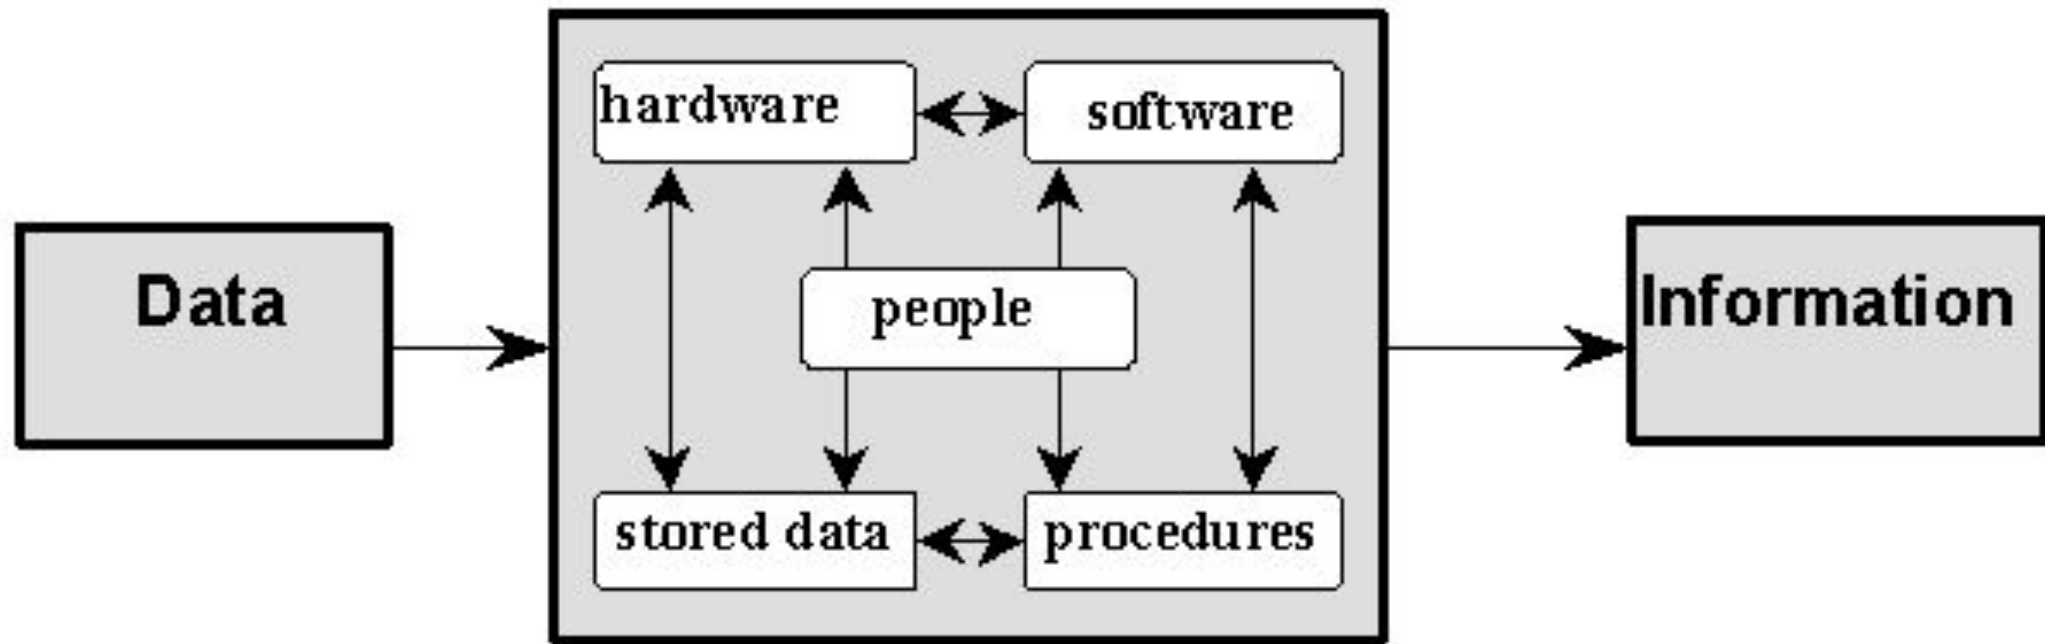 Data
hardware
software
people
stored data
procedures
Information